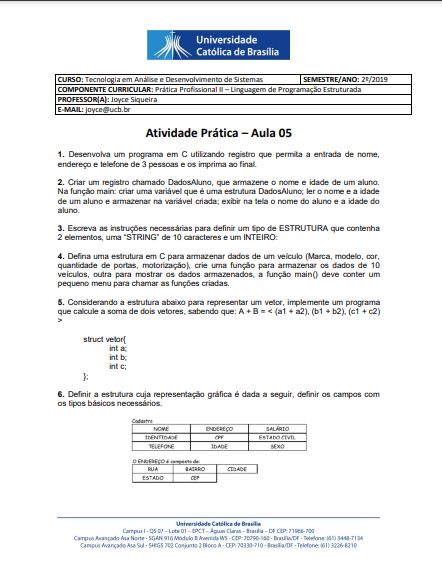 Universidade
Católica de Brasília
CURSO: Tecnologia em Análise e Desenvolvimento de Sistemas SEMESTRE/ANO: 2º/2019
COMPONENTE CURRICULAR: Prática Profissional II – Linguagem de Programação Estruturada
PROFESSOR(A): Joyce Siqueira
E-MAIL: joyce@ucb.br
Atividade Prática – Aula 05
1. Desenvolva um programa em C utilizando registro que permita a entrada de nome,
endereço e telefone de 3 pessoas e os imprima ao final.
2. Criar um registro chamado DadosAluno, que armazene o nome e idade de um aluno.
Na função main: criar uma variável que é uma estrutura DadosAluno; ler o nome e a idade
de um aluno e armazenar na variável criada; exibir na tela o nome do aluno e a idade do
aluno.
3. Escreva as instruções necessárias para definir um tipo de ESTRUTURA que contenha
2 elementos, uma "STRING" de 10 caracteres e um INTEIRO:
4. Defina uma estrutura em C para armazenar dados de um veículo (Marca, modelo, cor,
quantidade de portas, motorização), crie uma função para armazenar os dados de 10
veículos, outra para mostrar os dados armazenados, a função main() deve conter um
pequeno menu para chamar as funções criadas.
5. Considerando a estrutura abaixo para representar um vetor, implemente um programa
que calcule a soma de dois vetores, sabendo que: A + B = < (a1 + a2), (b1 + b2), (c1 + c2)
>
struct vetor{
int a;
int b;
int c;
};
6. Definir a estrutura cuja representação gráfica é dada a seguir, definir os campos com
os tipos básicos necessários.
Cadastro
NOME ENDEREÇO SALÁRIO
IDENTIDADE CPF ESTADO CIVIL
TELEFONE IDADE SEXO
O ENDEREÇO é composto de:
RUA BAIRRO CIDADE
ESTADO CEP
Universidade Católica de Brasília
Campus I - QS 07 – Lote 01 – EPCT – Águas Claras – Brasília – DF CEP: 71966-700
Campus Avançado Asa Norte - SGAN 916 Módulo B Avenida W5 - CEP: 70790-160 - Brasília/DF - Telefone: (61) 3448-7134
Campus Avançado Asa Sul - SHIGS 702 Conjunto 2 Bloco A - CEP: 70330-710 - Brasília/DF - Telefone: (61) 3226-8210